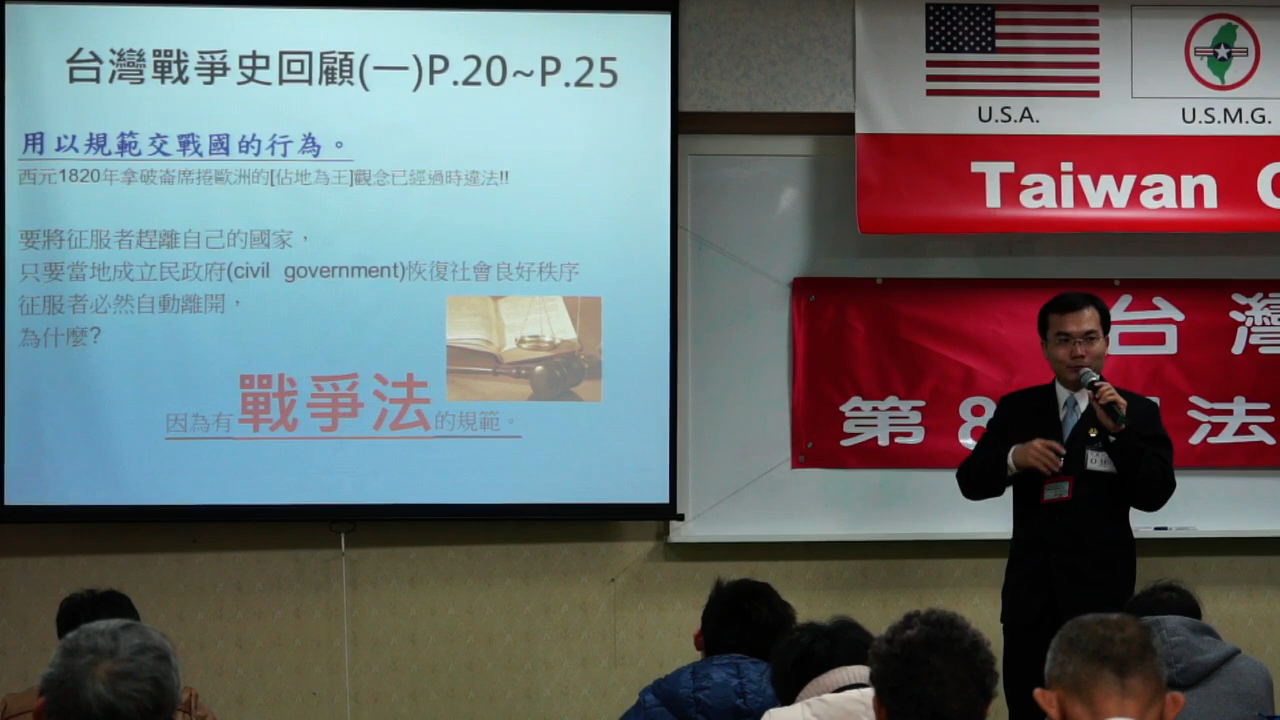 台灣戰爭史回顧(一)P.20~P.25
用以規範交戰國的行為。
西元1820年拿破崙席捲歐洲的[佔地為王]觀念已經過時違法!!
要將征服者趕離自己的國家，
只要當地成立民政府(civil government)恢復社會良好秩序
征服者必然自動離開，
為什麼?
因為有戰爭法的規範。
U.S.A.
U.S.M.G.
Taiwan C
台灣
第8
法